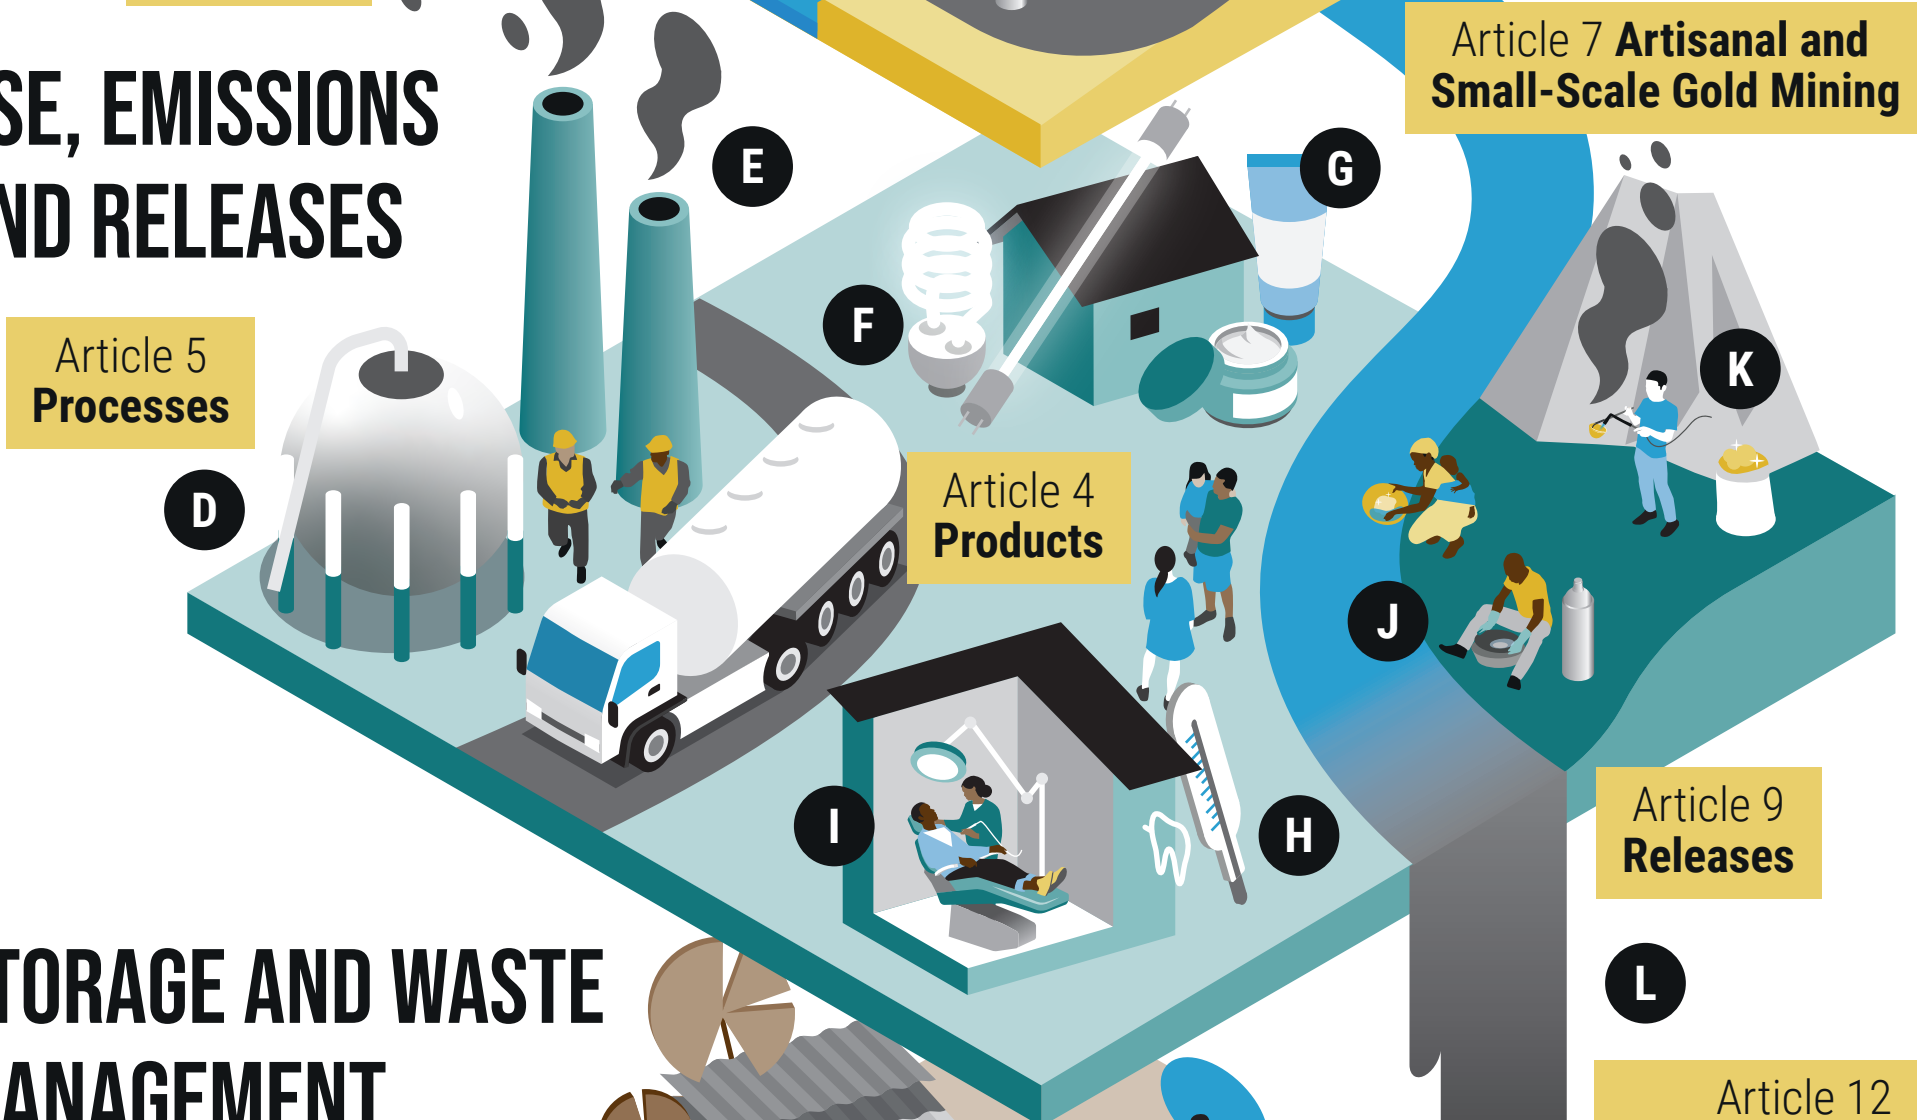 Article 7 Artisanal and
Small-Scale Gold Mining
SE, EMISSIONS
ND RELEASES
E
G
F
Article 5
Processes
K
D
Article 4
Products
J
I
H
Article 9
Releases
TORAGE AND WASTE
ANAGEMENT
L
Article 12